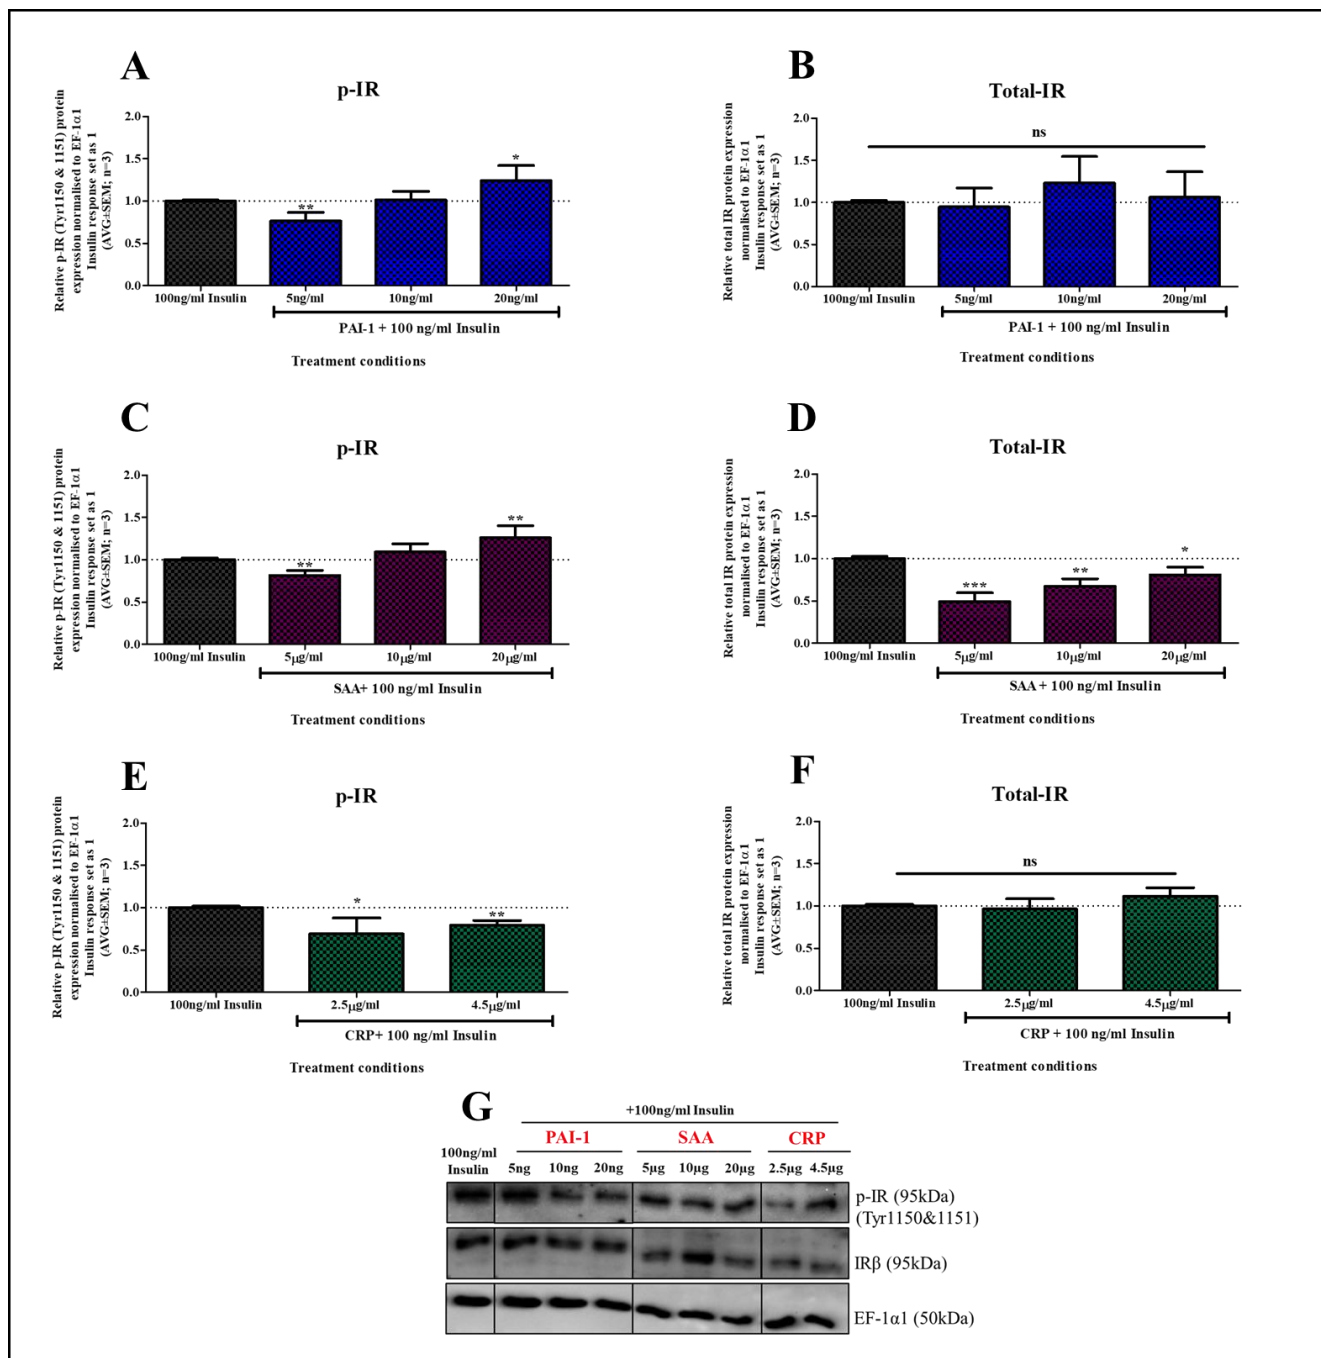 A
p-IR
Relative p-IR (Tyr1150 & 1151) protein
expression normalised to EF-1α1
Insulin response set as 1
(AVG±SEM; n=3)
2.0
1.5
1.0
0.5
0.0
**
*
100ng/ml Insulin
5ng/ml
10ng/ml
20ng/ml
PAI-1 + 100 ng/ml Insulin
Treatment conditions
B
Total-IR
Relative total IR protein expression
normalised to EF-1α1
Insulin response set as 1
(AVG±SEM; n=3)
2.0
1.5
1.0
0.5
0.0
ns
100ng/ml Insulin
5ng/ml
10ng/ml
20ng/ml
PAI-1 + 100 ng/ml Insulin
Treatment conditions
C
p-IR
Relative p-IR (Tyr1150 & 1151) protein
expression normalised to EF-1α1
Insulin response set as 1
(AVG±SEM; n=3)
2.0
1.5
1.0
0.5
0.0
**
**
100ng/ml Insulin
5µg/ml
10µg/ml
20µg/ml
SAA+ 100 ng/ml Insulin
Treatment conditions
D
Total-IR
Relative total IR protein expression
normalised to EF-1α1
Insulin response set as 1
(AVG±SEM; n=3)
2.0
1.5
1.0
0.5
0.0
***
**
*
100ng/ml Insulin
5µg/ml
10µg/ml
20µg/ml
SAA + 100 ng/ml Insulin
Treatment conditions
E
p-IR
Relative p-IR (Tyr1150 & 1151) protein
expression normalised to EF-1α1
Insulin response set as 1
(AVG±SEM; n=3)
2.0
1.5
1.0
0.5
0.0
*
**
100ng/ml Insulin
2.5µg/ml
4.5µg/ml
CRP+ 100 ng/ml Insulin
Treatment conditions
F
Total-IR
Relative total IR protein expression
normalised to EF-1α1
Insulin response set as 1
(AVG±SEM; n=3)
2.0
1.5
1.0
0.5
0.0
ns
100ng/ml Insulin
2.5µg/ml
4.5µg/ml
CRP + 100 ng/ml Insulin
Treatment conditions
G
+100ng/ml Insulin
PAI-1
SAA
CRP
100ng/ml
Insulin
5ng
10ng
20ng
5µg
10µg
20µg
2.5µg
4.5µg
p-IR (95kDa)
(Tyr1150&1151)
IRβ (95kDa)
EF-1α1 (50kDa)